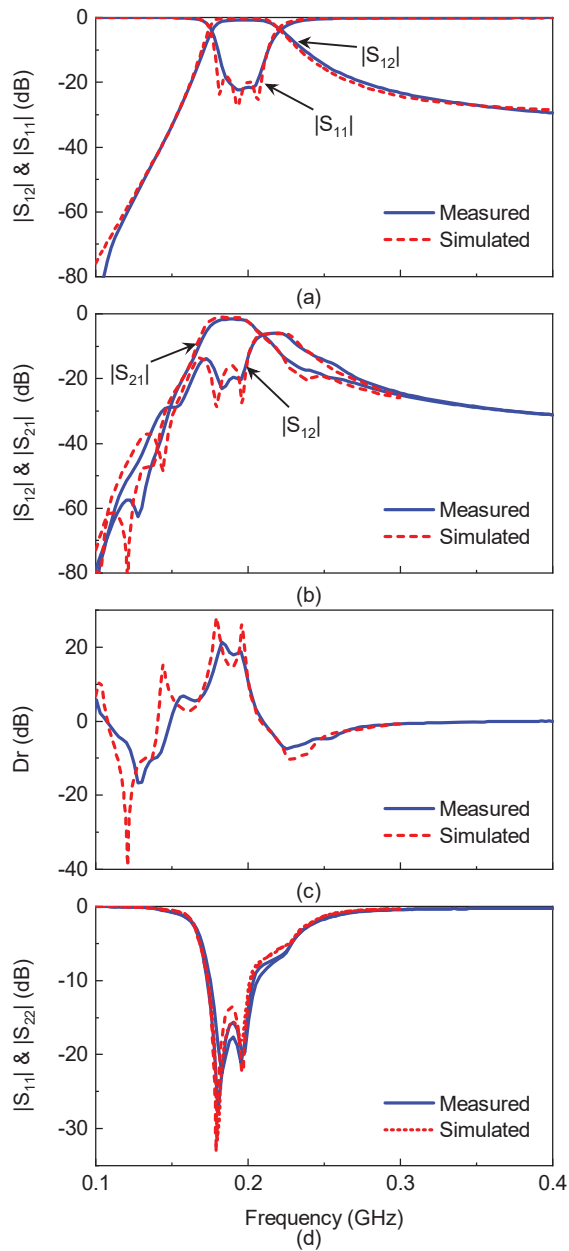 0
-20
-40
-60
-80
|S12| & |S11| (dB)
|S12|
|S11|
Measured
Simulated
(a)
0
-20
-40
-60
-80
|S12| & |S21| (dB)
|S21|
|S12|
Measured
Simulated
(b)
20
0
-20
-40
Dr (dB)
Measured
Simulated
(c)
0
-10
-20
-30
|S11| & |S22| (dB)
Measured
Simulated
0.1
0.2
0.3
0.4
Frequency (GHz)
(d)